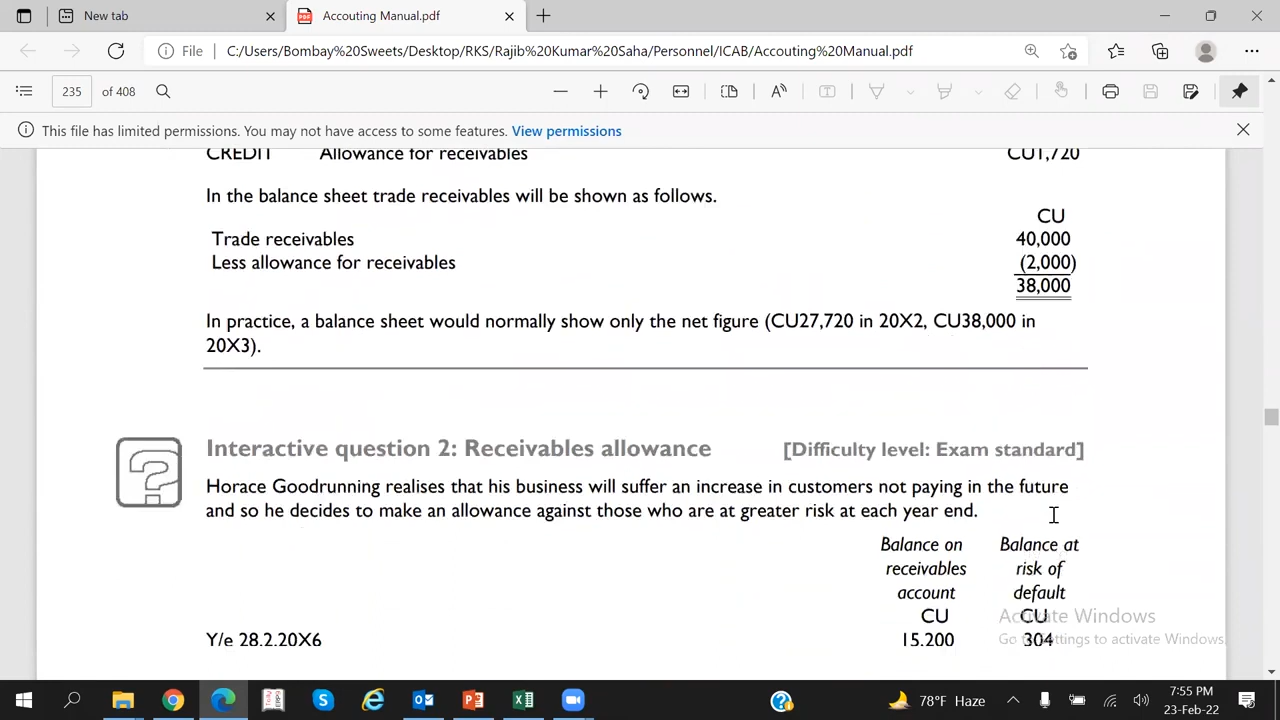 New tab
Accouting Manual.pdf
File
C:/Users/Bombay%20Sweets/Desktop/RKS/Rajib%20Kumar%20Saha/Personnel/ICAB/Accouting%20Manual.pdf
235 of 408
This file has limited permissions. You may not have access to some features. View permissions
CREDIT Allowance for receivables CU1,720
In the balance sheet trade receivables will be shown as follows.
CU
Trade receivables 40,000
Less allowance for receivables (2,000)
38,000
In practice, a balance sheet would normally show only the net figure (CU27,720 in 20X2, CU38,000 in
20X3).
Interactive question 2: Receivables allowance [Difficulty level: Exam standard]
Horace Goodrunning realises that his business will suffer an increase in customers not paying in the future
and so he decides to make an allowance against those who are at greater risk at each year end.
Balance on Balance at
receivables risk of
account default
CU CU
Y/e 28.2.20X6 15,200 304
Activate Windows
Go to Settings to activate Windows.
78°F Haze
7:55 PM
23-Feb-22